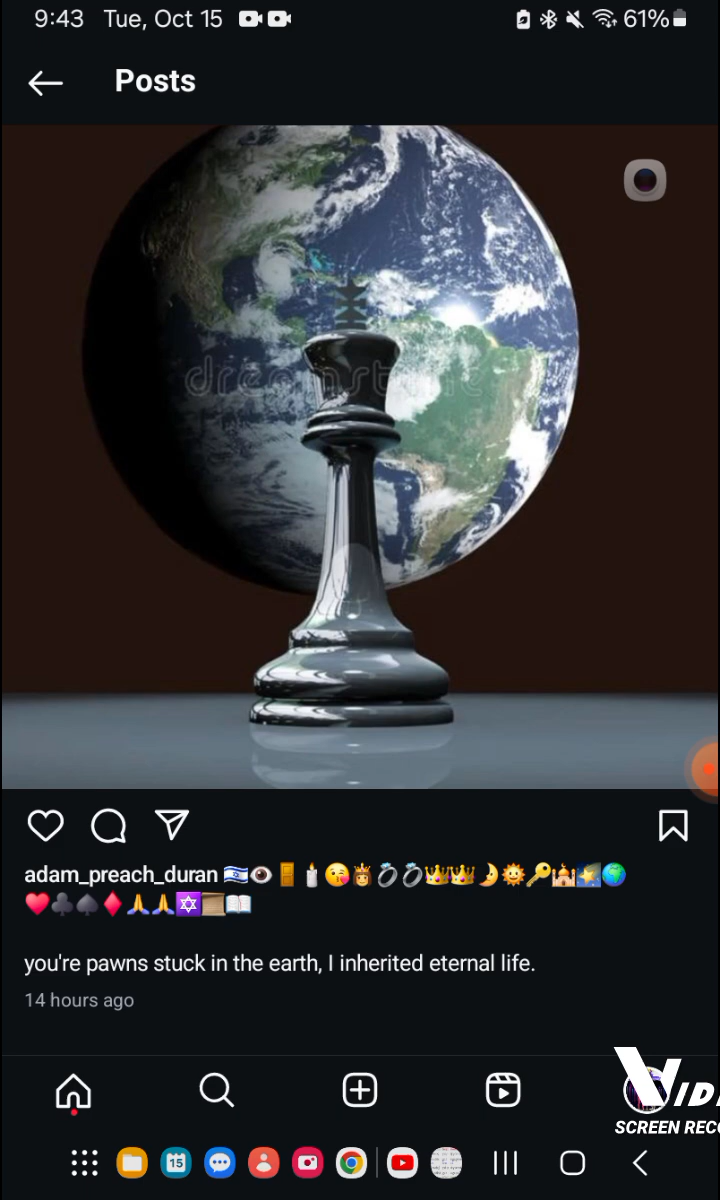 9:43 Tue, Oct 15 61%
Posts
dreamstime
adam_preach_duran
you're pawns stuck in the earth, I inherited eternal life.
14 hours ago
15
SCREEN REC